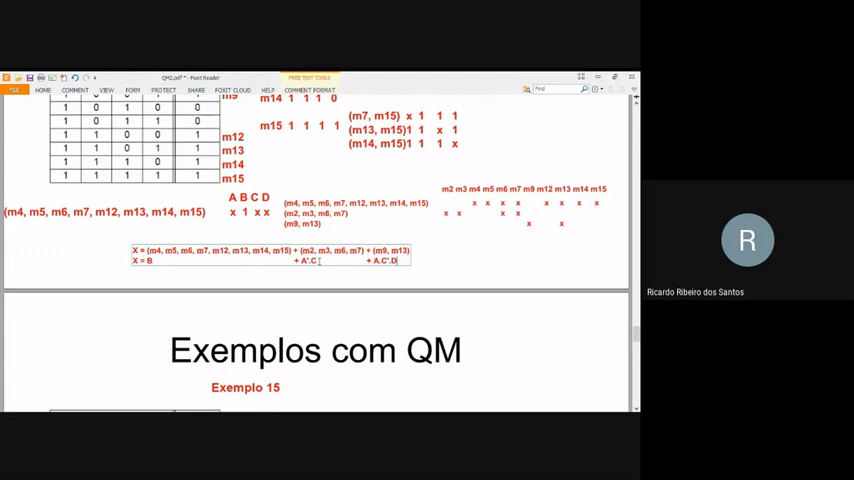 QM2.pdf * - Foxit Reader
FREE TEXT TOOLS
HOME COMMENT VIEW FORM PROTECT SHARE FOXIT CLOUD HELP COMMENT FORMAT
Find
1 0 0 1 1 m9
1 0 1 0 0
1 0 1 1 0
1 1 0 0 1 m12
1 1 0 1 1 m13
1 1 1 0 1 m14
1 1 1 1 1 m15
m14 1 1 1 0
m15 1 1 1 1
(m7, m15) x 1 1 1
(m13, m15)1 1 x 1
(m14, m15)1 1 1 x
A B C D
(m4, m5, m6, m7, m12, m13, m14, m15) x 1 x x
m2 m3 m4 m5 m6 m7 m9 m12 m13 m14 m15
(m4, m5, m6, m7, m12, m13, m14, m15) x x x x x x x x
(m2, m3, m6, m7) x x x x
(m9, m13) x x
X = (m4, m5, m6, m7, m12, m13, m14, m15) + (m2, m3, m6, m7) + (m9, m13)
X = B + A'.C + A.C'.D
Exemplos com QM
Exemplo 15
R
Ricardo Ribeiro dos Santos